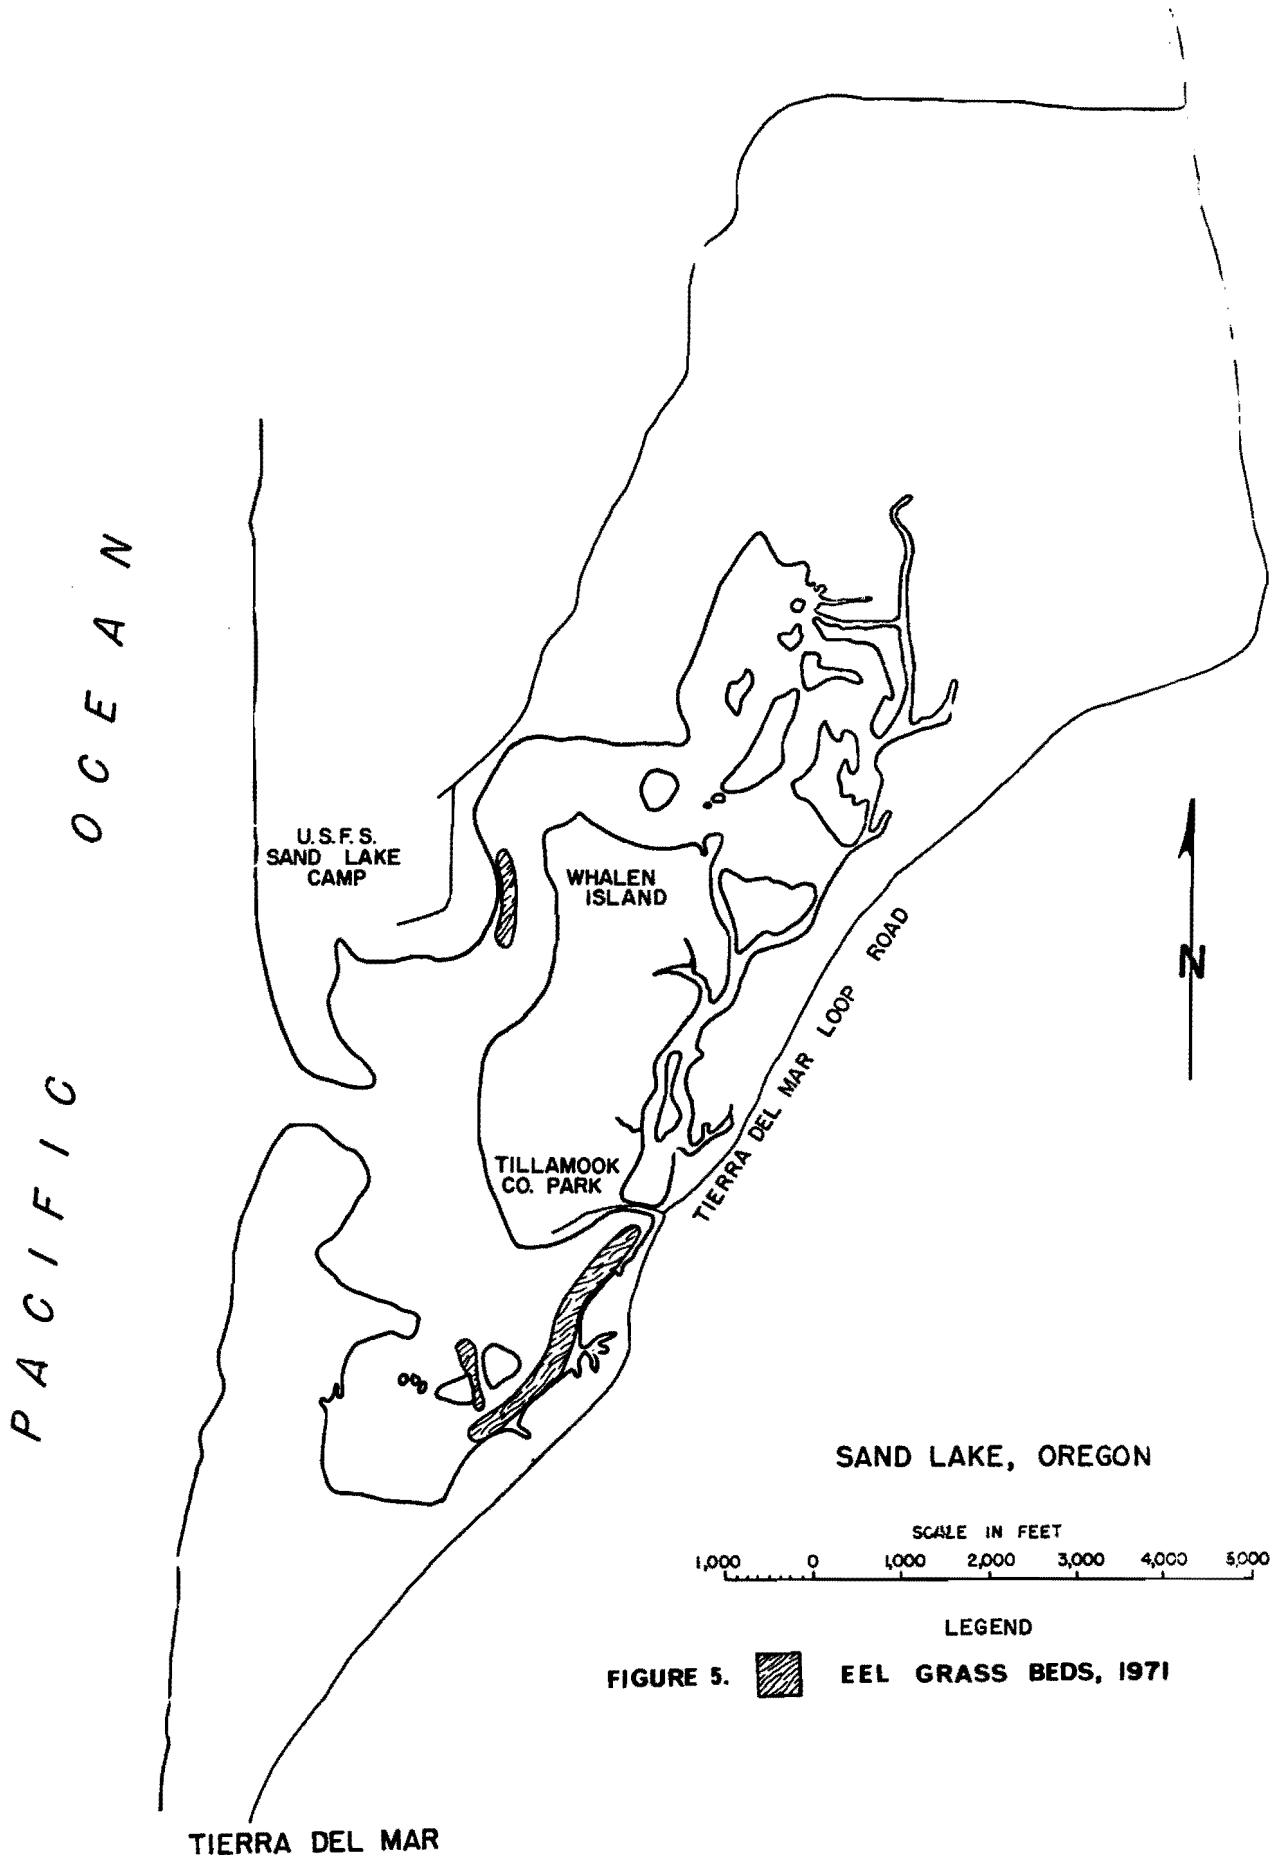 PACIFIC OCEAN
U.S.F.S.
SAND LAKE
CAMP
WHALEN
ISLAND
TIERRA DEL MAR LOOP ROAD
N
TILLAMOOK
CO. PARK
SAND LAKE, OREGON
SCALE IN FEET
1,000 0 1,000 2,000 3,000 4,000 5,000
LEGEND
FIGURE 5. EEL GRASS BEDS, 1971
TIERRA DEL MAR